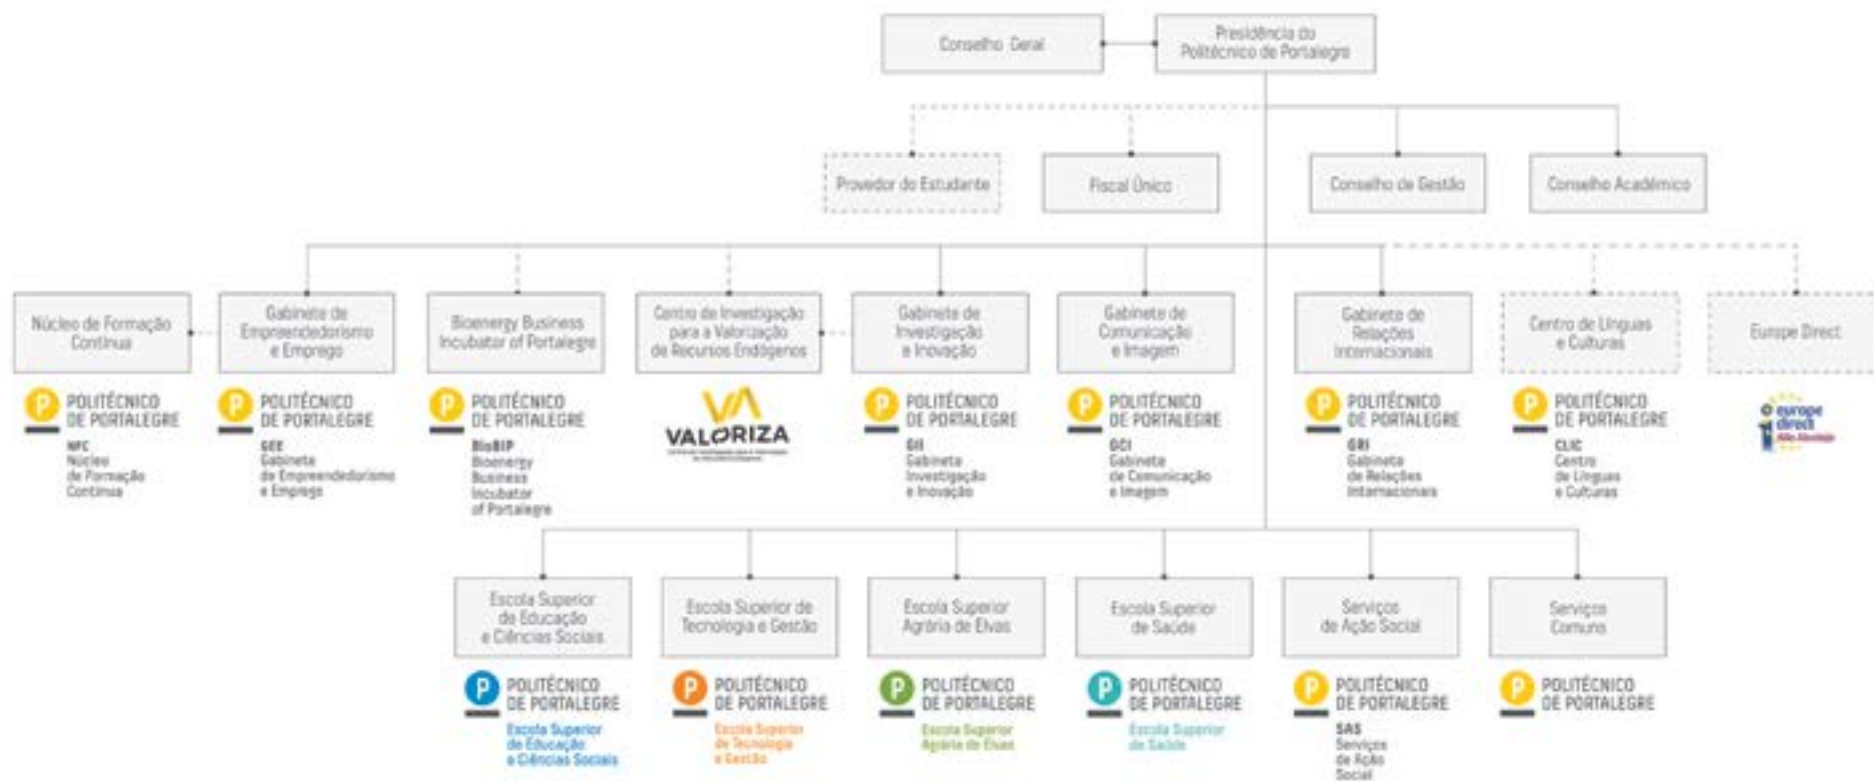 Conselho Geral
Presidência do
Politécnico de Portalegre
Provedor do Estudante
Fiscal Único
Conselho de Gestão
Conselho Académico
Núcleo de Formação
Contínua
Gabinete de
Empreendedorismo
e Emprego
Bioenergy Business
Incubator of Portalegre
Centro de Investigação
para a Valorização
de Recursos Endógenos
Gabinete de
Investigação
e Inovação
Gabinete de
Comunicação
e Imagem
Gabinete de
Relações
Internacionais
Centro de Línguas
e Culturas
Europe Direct
P POLITÉCNICO
DE PORTALEGRE
NFC
Núcleo
de Formação
Contínua
P POLITÉCNICO
DE PORTALEGRE
GEE
Gabinete
de Empreendedorismo
e Emprego
P POLITÉCNICO
DE PORTALEGRE
BioBIP
Bioenergy
Business
Incubator
of Portalegre
VALORIZA
P POLITÉCNICO
DE PORTALEGRE
GII
Gabinete
Investigação
e Inovação
P POLITÉCNICO
DE PORTALEGRE
GCI
Gabinete
de Comunicação
e Imagem
P POLITÉCNICO
DE PORTALEGRE
GRI
Gabinete
de Relações
Internacionais
P POLITÉCNICO
DE PORTALEGRE
CLIC
Centro
de Línguas
e Culturas
europe
direct
Alto Alentejo
Escola Superior
de Educação
e Ciências Sociais
Escola Superior de
Tecnologia e Gestão
Escola Superior
Agrária de Elvas
Escola Superior
de Saúde
Serviços
de Ação Social
Serviços
Comuns
P POLITÉCNICO
DE PORTALEGRE
Escola Superior
de Educação
e Ciências Sociais
P POLITÉCNICO
DE PORTALEGRE
Escola Superior
de Tecnologia
e Gestão
P POLITÉCNICO
DE PORTALEGRE
Escola Superior
Agrária de Elvas
P POLITÉCNICO
DE PORTALEGRE
Escola Superior
de Saúde
P POLITÉCNICO
DE PORTALEGRE
SAS
Serviços
de Ação
Social
P POLITÉCNICO
DE PORTALEGRE